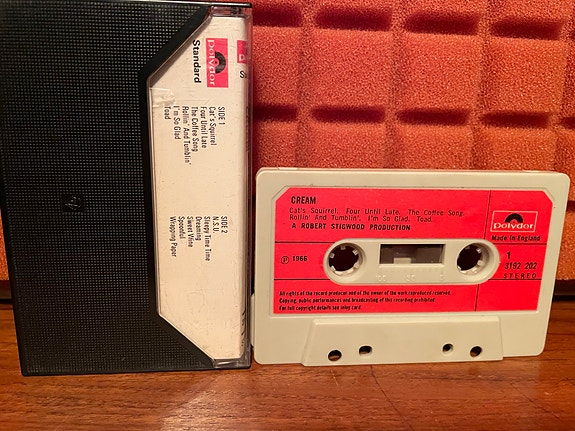 Polydor
Standard
SIDE 1
Cat's Squirrel
Four Until Late
The Coffee Song
Rollin' And Tumblin'
I'm So Glad
Toad
SIDE 2
N.S.U.
Sleepy Time Time
Dreaming
Sweet Wine
Spoonful
Wrapping Paper
CREAM
Cat's Squirrel. Four Until Late. The Coffee Song.
Rollin' And Tumblin'. I'm So Glad. Toad.
A ROBERT STIGWOOD PRODUCTION
Polydor
Made in England
℗ 1966
1
3192 202
STEREO
All rights of the record producer and of the owner of the work reproduced reserved.
Copying, public performance and broadcasting of this recording prohibited.
For full copyright details see inlay card.